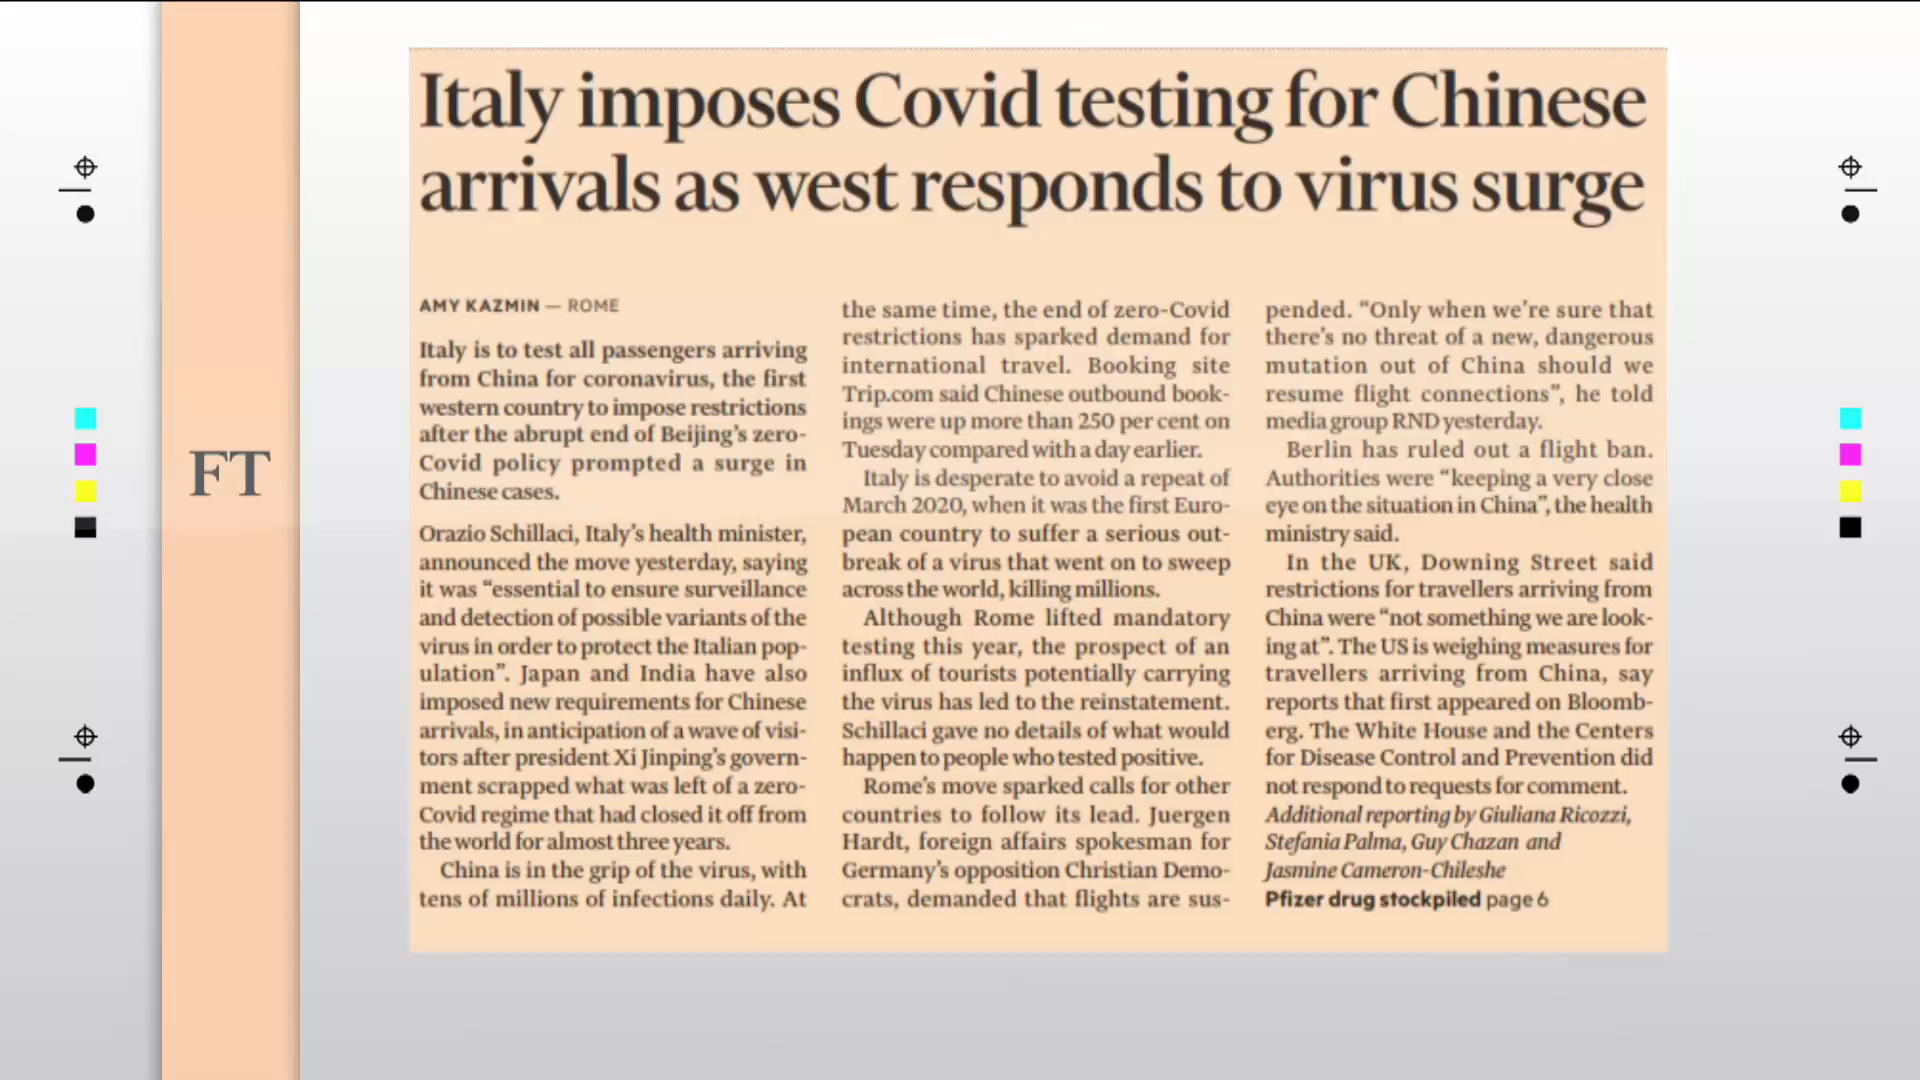 FT
Italy imposes Covid testing for Chinese
arrivals as west responds to virus surge
AMY KAZMIN — ROME
Italy is to test all passengers arriving
from China for coronavirus, the first
western country to impose restrictions
after the abrupt end of Beijing’s zero-
Covid policy prompted a surge in
Chinese cases.
Orazio Schillaci, Italy’s health minister,
announced the move yesterday, saying
it was “essential to ensure surveillance
and detection of possible variants of the
virus in order to protect the Italian pop-
ulation”. Japan and India have also
imposed new requirements for Chinese
arrivals, in anticipation of a wave of visi-
tors after president Xi Jinping’s govern-
ment scrapped what was left of a zero-
Covid regime that had closed it off from
the world for almost three years.
China is in the grip of the virus, with
tens of millions of infections daily. At
the same time, the end of zero-Covid
restrictions has sparked demand for
international travel. Booking site
Trip.com said Chinese outbound book-
ings were up more than 250 per cent on
Tuesday compared with a day earlier.
Italy is desperate to avoid a repeat of
March 2020, when it was the first Euro-
pean country to suffer a serious out-
break of a virus that went on to sweep
across the world, killing millions.
Although Rome lifted mandatory
testing this year, the prospect of an
influx of tourists potentially carrying
the virus has led to the reinstatement.
Schillaci gave no details of what would
happen to people who tested positive.
Rome’s move sparked calls for other
countries to follow its lead. Juergen
Hardt, foreign affairs spokesman for
Germany’s opposition Christian Demo-
crats, demanded that flights are sus-
pended. “Only when we’re sure that
there’s no threat of a new, dangerous
mutation out of China should we
resume flight connections”, he told
media group RND yesterday.
Berlin has ruled out a flight ban.
Authorities were “keeping a very close
eye on the situation in China”, the health
ministry said.
In the UK, Downing Street said
restrictions for travellers arriving from
China were “not something we are look-
ing at”. The US is weighing measures for
travellers arriving from China, say
reports that first appeared on Bloomb-
erg. The White House and the Centers
for Disease Control and Prevention did
not respond to requests for comment.
Additional reporting by Giuliana Ricozzi,
Stefania Palma, Guy Chazan and
Jasmine Cameron-Chileshe
Pfizer drug stockpiled page 6